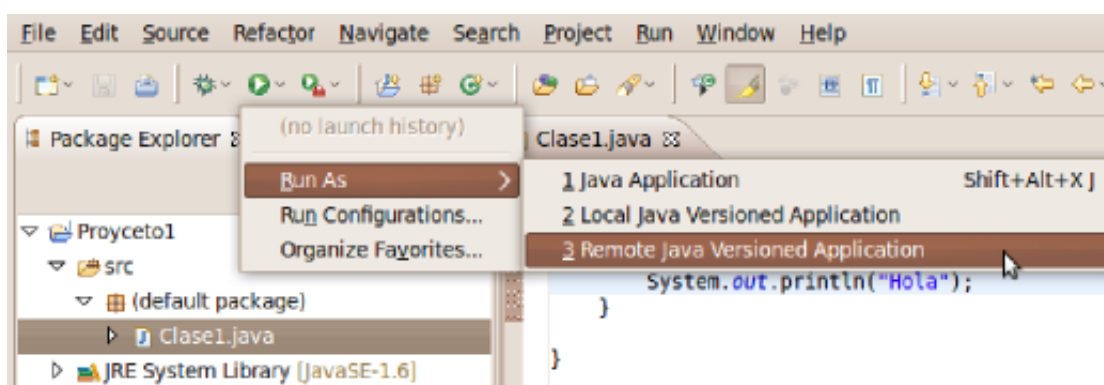 File Edit Source Refactor Navigate Search Project Run Window Help
(no launch history)
Package Explorer
Clase1.java
Run As
1 Java Application Shift+Alt+X J
Run Configurations...
2 Local Java Versioned Application
Proyceto1
Organize Favorites...
3 Remote Java Versioned Application
src
System.out.println("Hola");
(default package)
}
Clase1.java
}
JRE System Library [JavaSE-1.6]